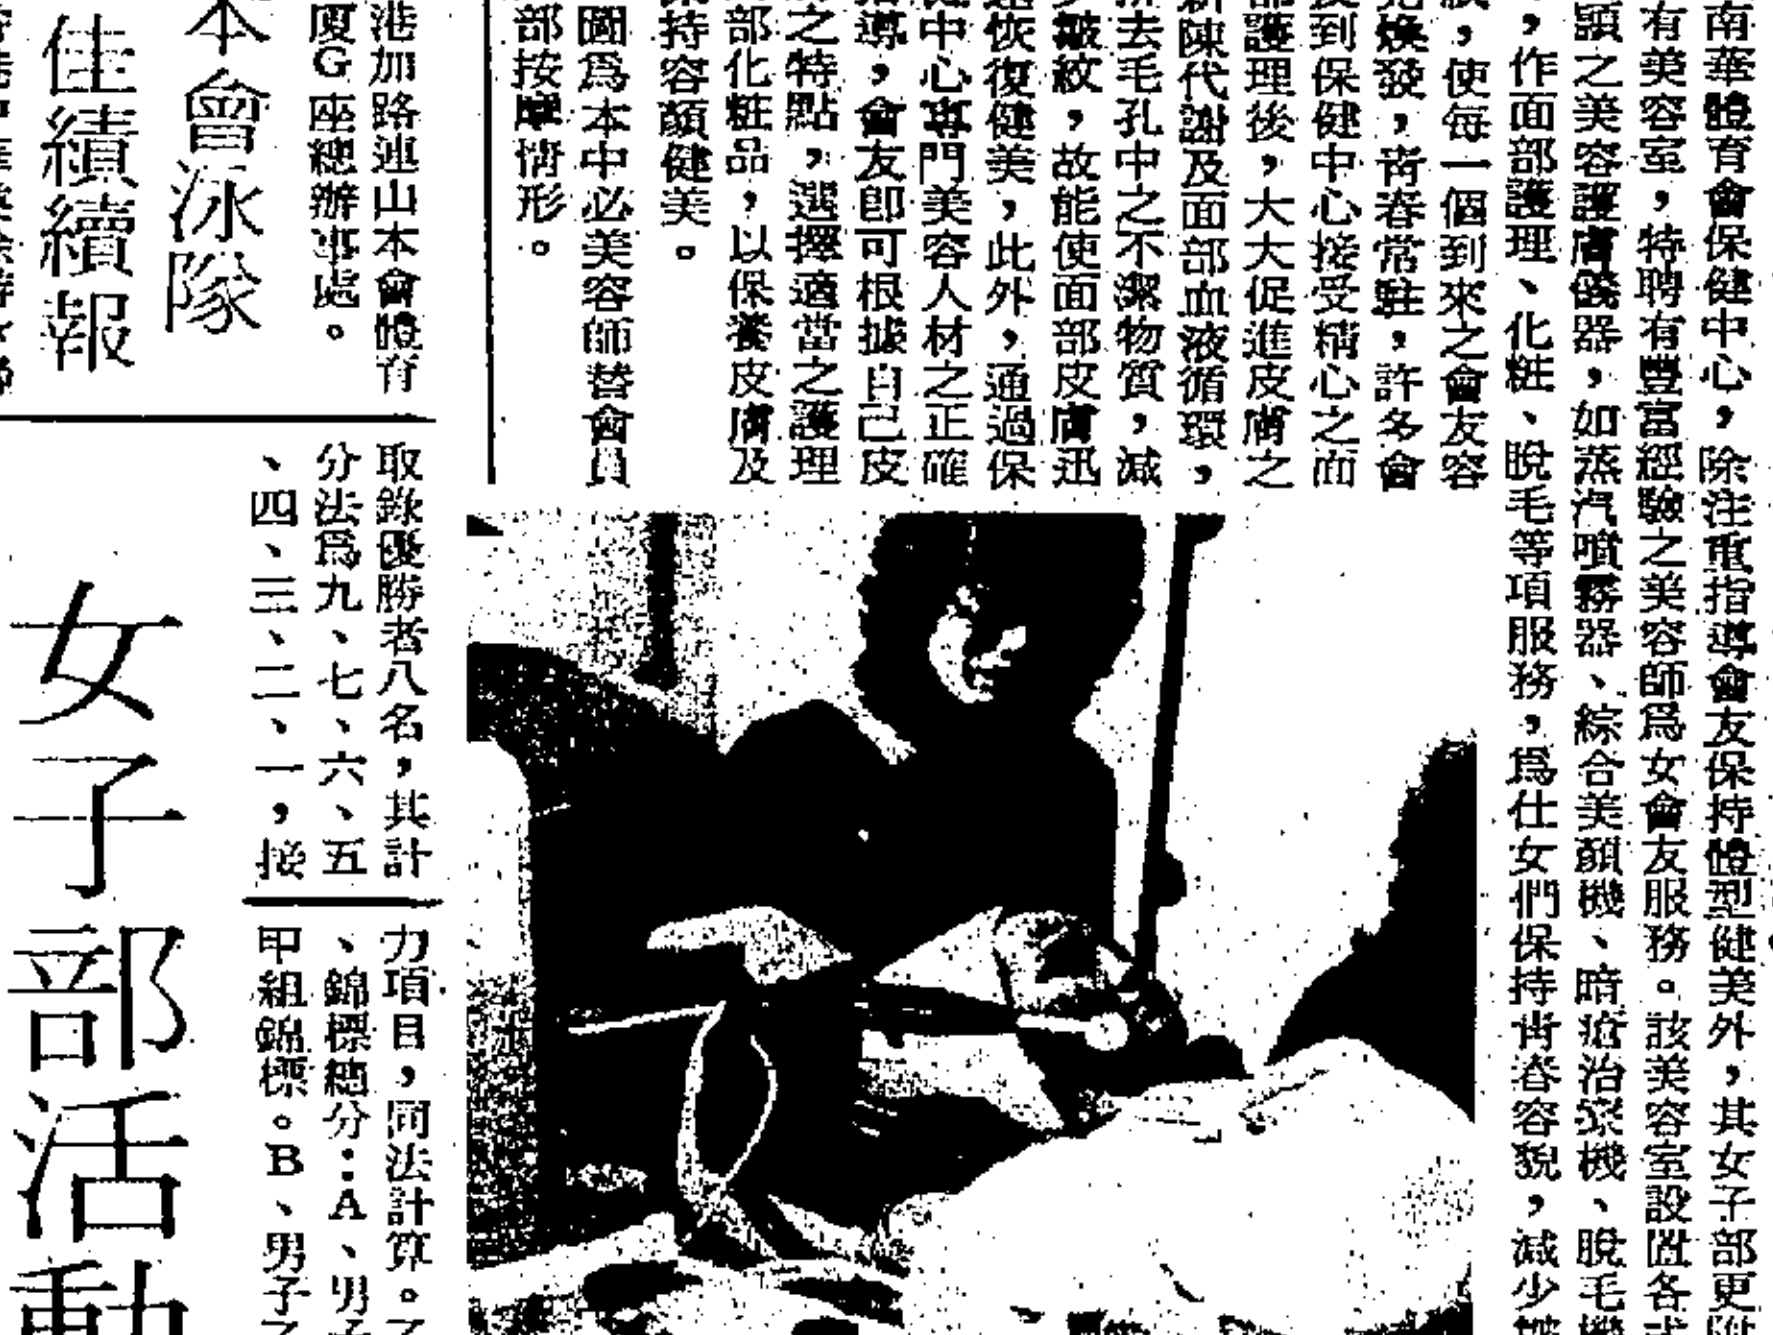 南華體育會保健中心，除注重指導會友保持體型健美外，其女子部更附
有美容室，特聘有豐富經驗之美容師爲女會友服務。該美容室設置各
顏之美容護膚儀器，如蒸汽噴霧器、綜合美顏機、暗瘡治療機、脫毛機
，作面部護理、化粧、脫毛等項服務，爲仕女們保持青春容貌，減少皺
，使每一個到來之會友容
煥發，青春常駐，許多會
到保健中心接受精心之面
護理後，大大促進皮膚之
新陳代謝及面部血液循環，
去毛孔中之不潔物質，減
皺紋，故能使面部皮膚迅
恢復健美，此外，通過保
中心專門美容人材之正確
指導，會友即可根據自己皮
之特點，選擇適當之護理
部化粧品，以保養皮膚及
保持容顏健美。
圖爲本中心美容師替會員
部按摩情形。
港加路連山本會體育
廈G座總辦事處。
本會泳隊
佳績續報
取錄優勝者八名，其計
分法爲九、七、六、五
、四、三、二、一，接
力項目，同法計算。
、錦標總分：A、男
甲組錦標。B、男子
女子部活動